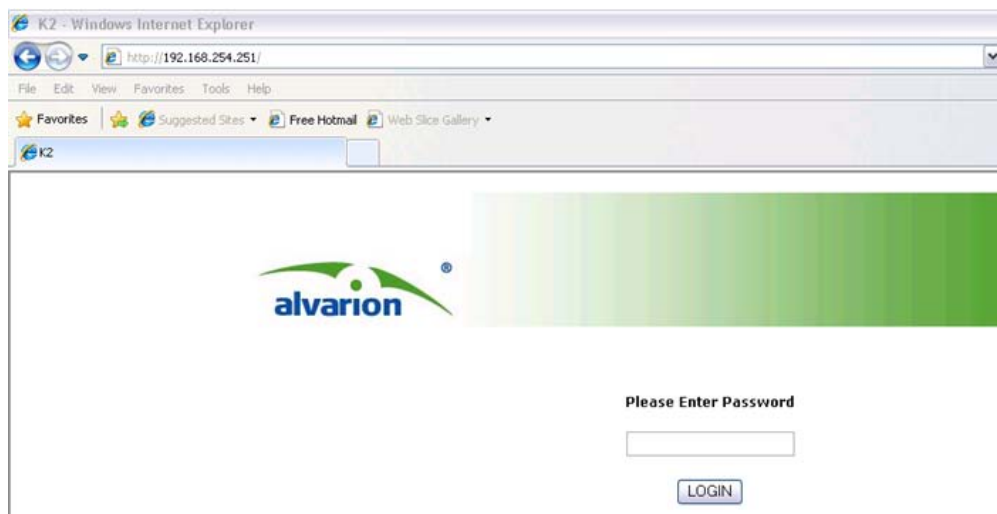 K2 - Windows Internet Explorer
http://192.168.254.251/
File Edit View Favorites Tools Help
Favorites Suggested Sites Free Hotmail Web Slice Gallery
K2
alvarion ®
Please Enter Password
LOGIN